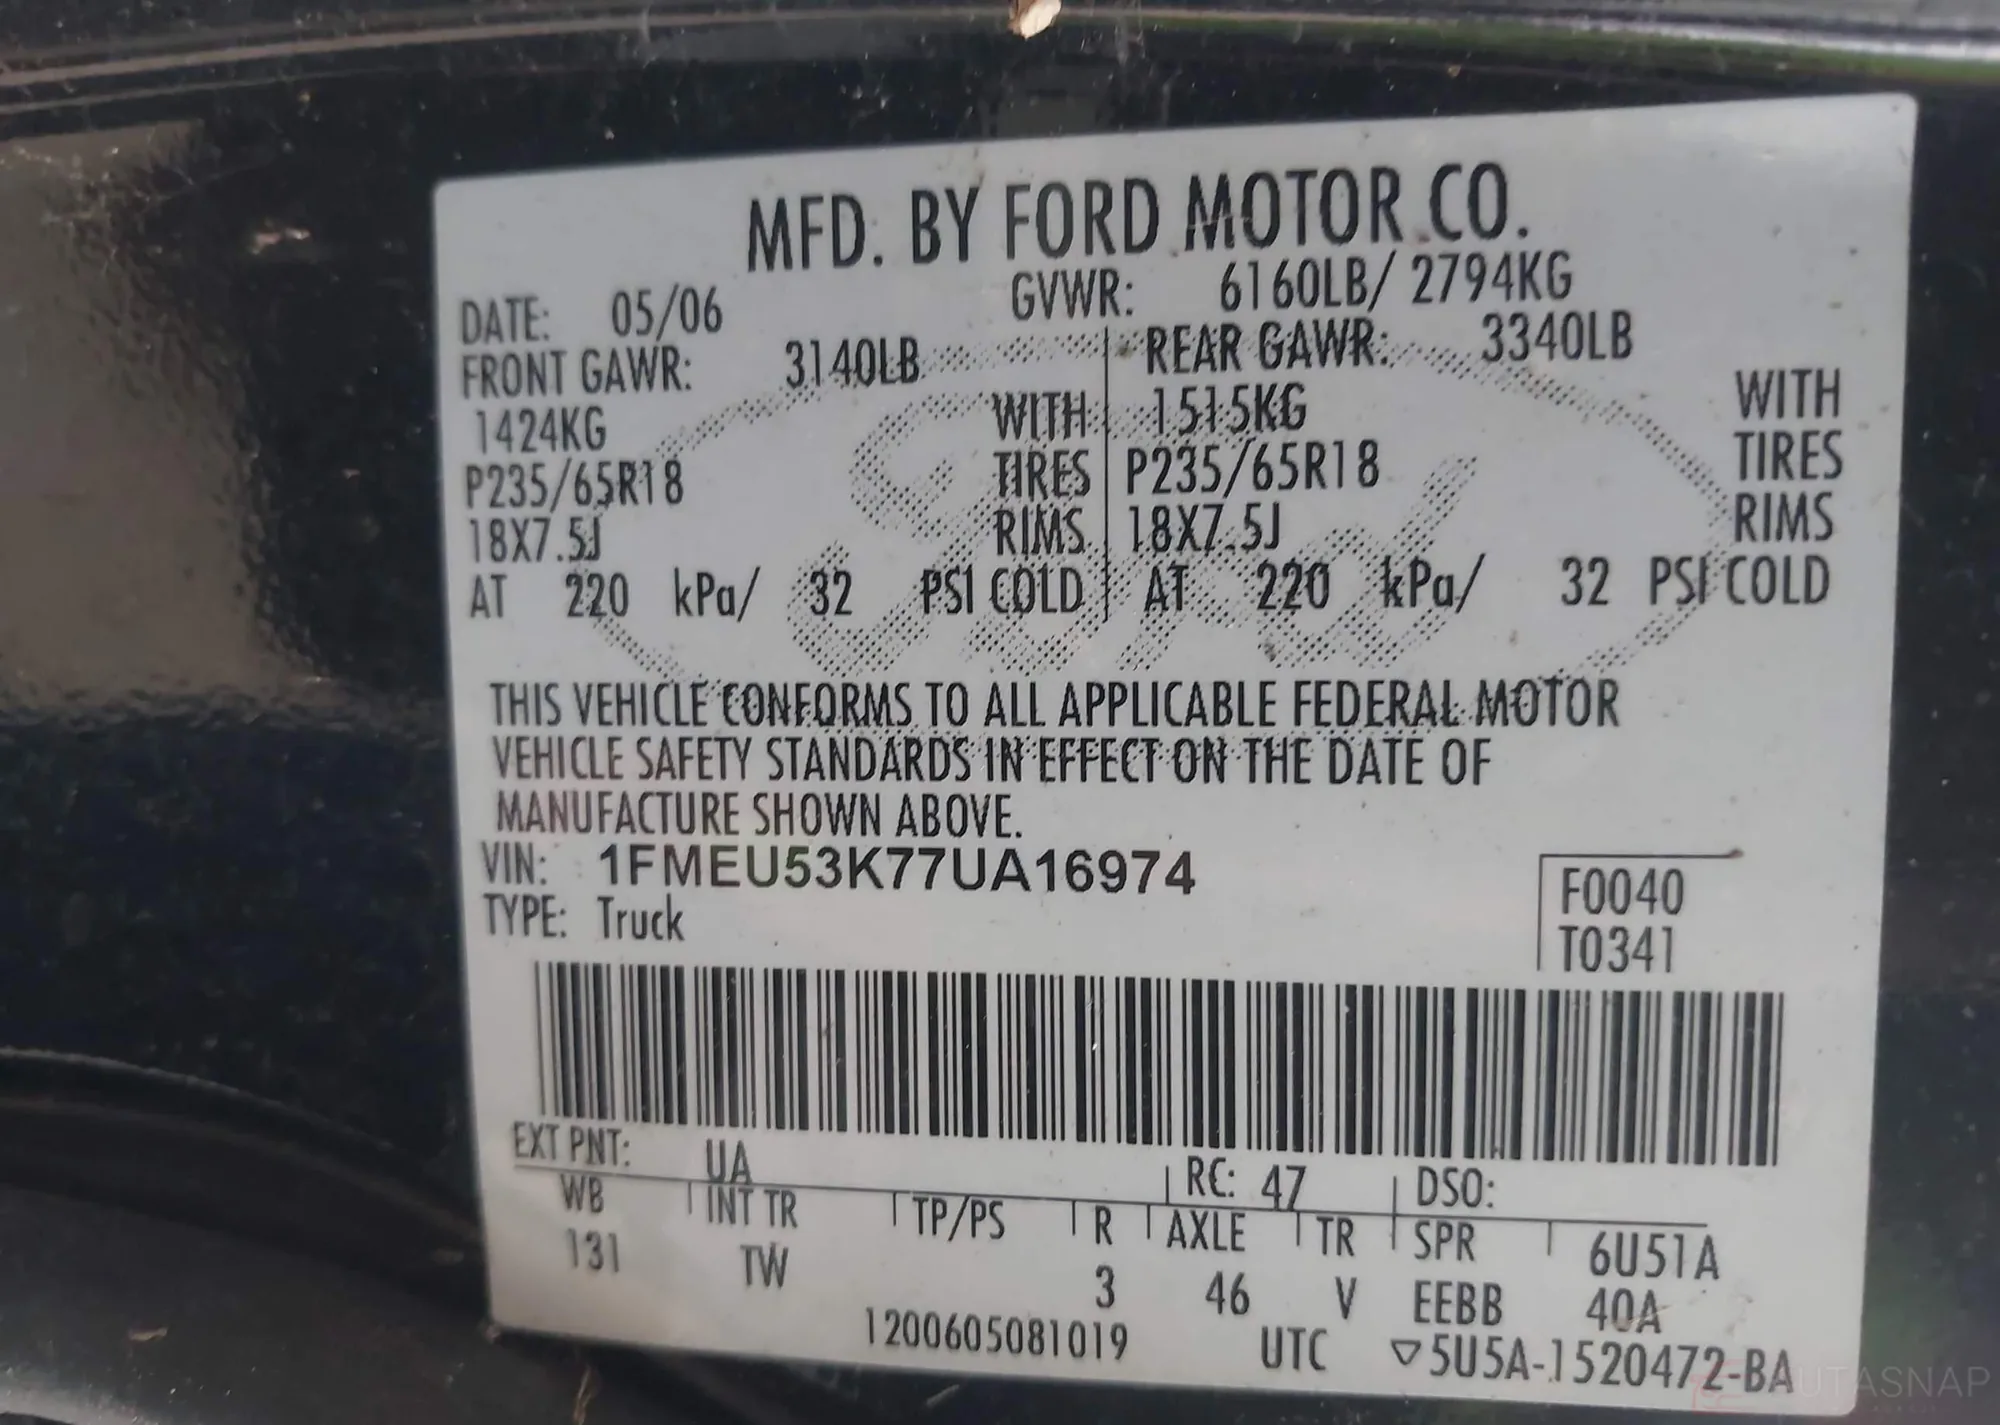 MFD. BY FORD MOTOR CO.
DATE: 05/06 GVWR: 6160LB/ 2794KG
FRONT GAWR: 3140LB REAR GAWR: 3340LB
1424KG WITH 1515KG WITH
P235/65R18 TIRES P235/65R18 TIRES
18X7.5J RIMS 18X7.5J RIMS
AT 220 kPa/ 32 PSI COLD AT 220 kPa/ 32 PSI COLD
THIS VEHICLE CONFORMS TO ALL APPLICABLE FEDERAL MOTOR
VEHICLE SAFETY STANDARDS IN EFFECT ON THE DATE OF
MANUFACTURE SHOWN ABOVE.
VIN: 1FMEU53K77UA16974 F0040
TYPE: Truck T0341
EXT PNT: UA RC: 47 DSO:
WB INT TR TP/PS R AXLE TR SPR 6U51A
131 TW 3 46 V EEBB 40A
1200605081019 UTC ▽5U5A-1520472-BA